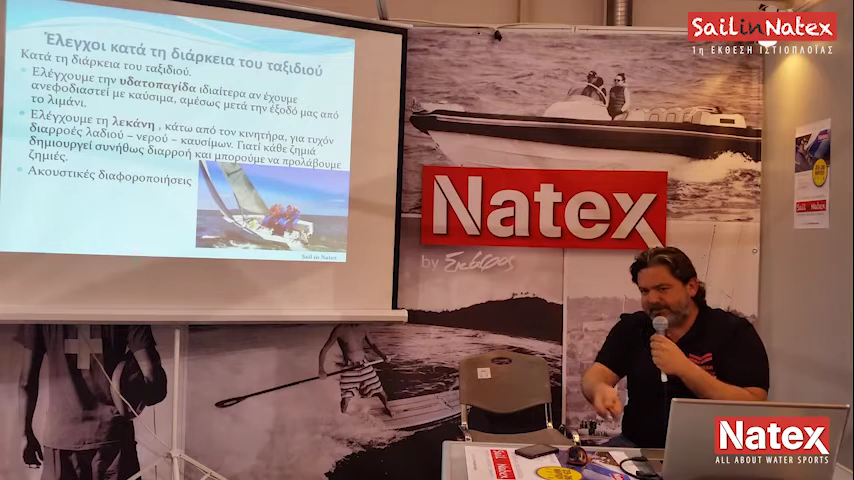 Έλεγχοι κατά τη διάρκεια του ταξιδιού
Κατά τη διάρκεια του ταξιδιού.
Ελέγχουμε την υδατοπαγίδα ιδιαίτερα αν έχουμε
ανεφοδιαστεί με καύσιμα, αμέσως μετά την έξοδό μας από
το λιμάνι.
Ελέγχουμε τη λεκάνη , κάτω από τον κινητήρα, για τυχόν
διαρροές λαδιού – νερού – καυσίμων. Γιατί κάθε ζημιά
δημιουργεί συνήθως διαρροή και μπορούμε να προλάβουμε
ζημιές.
Ακουστικές διαφοροποιήσεις
Sail in Natex
SailinNatex
1η ΕΚΘΕΣΗ ΙΣΤΙΟΠΛΟΪΑΣ
Natex
by Σκάβρος
Natex
ALL ABOUT WATER SPORTS